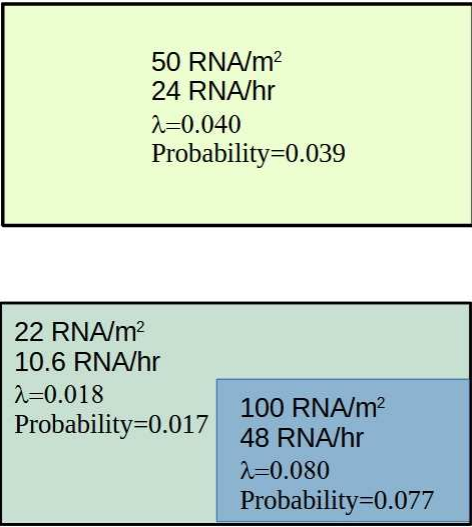 50 RNA/m²
24 RNA/hr
λ=0.040
Probability=0.039
22 RNA/m²
10.6 RNA/hr
λ=0.018
Probability=0.017
100 RNA/m²
48 RNA/hr
λ=0.080
Probability=0.077